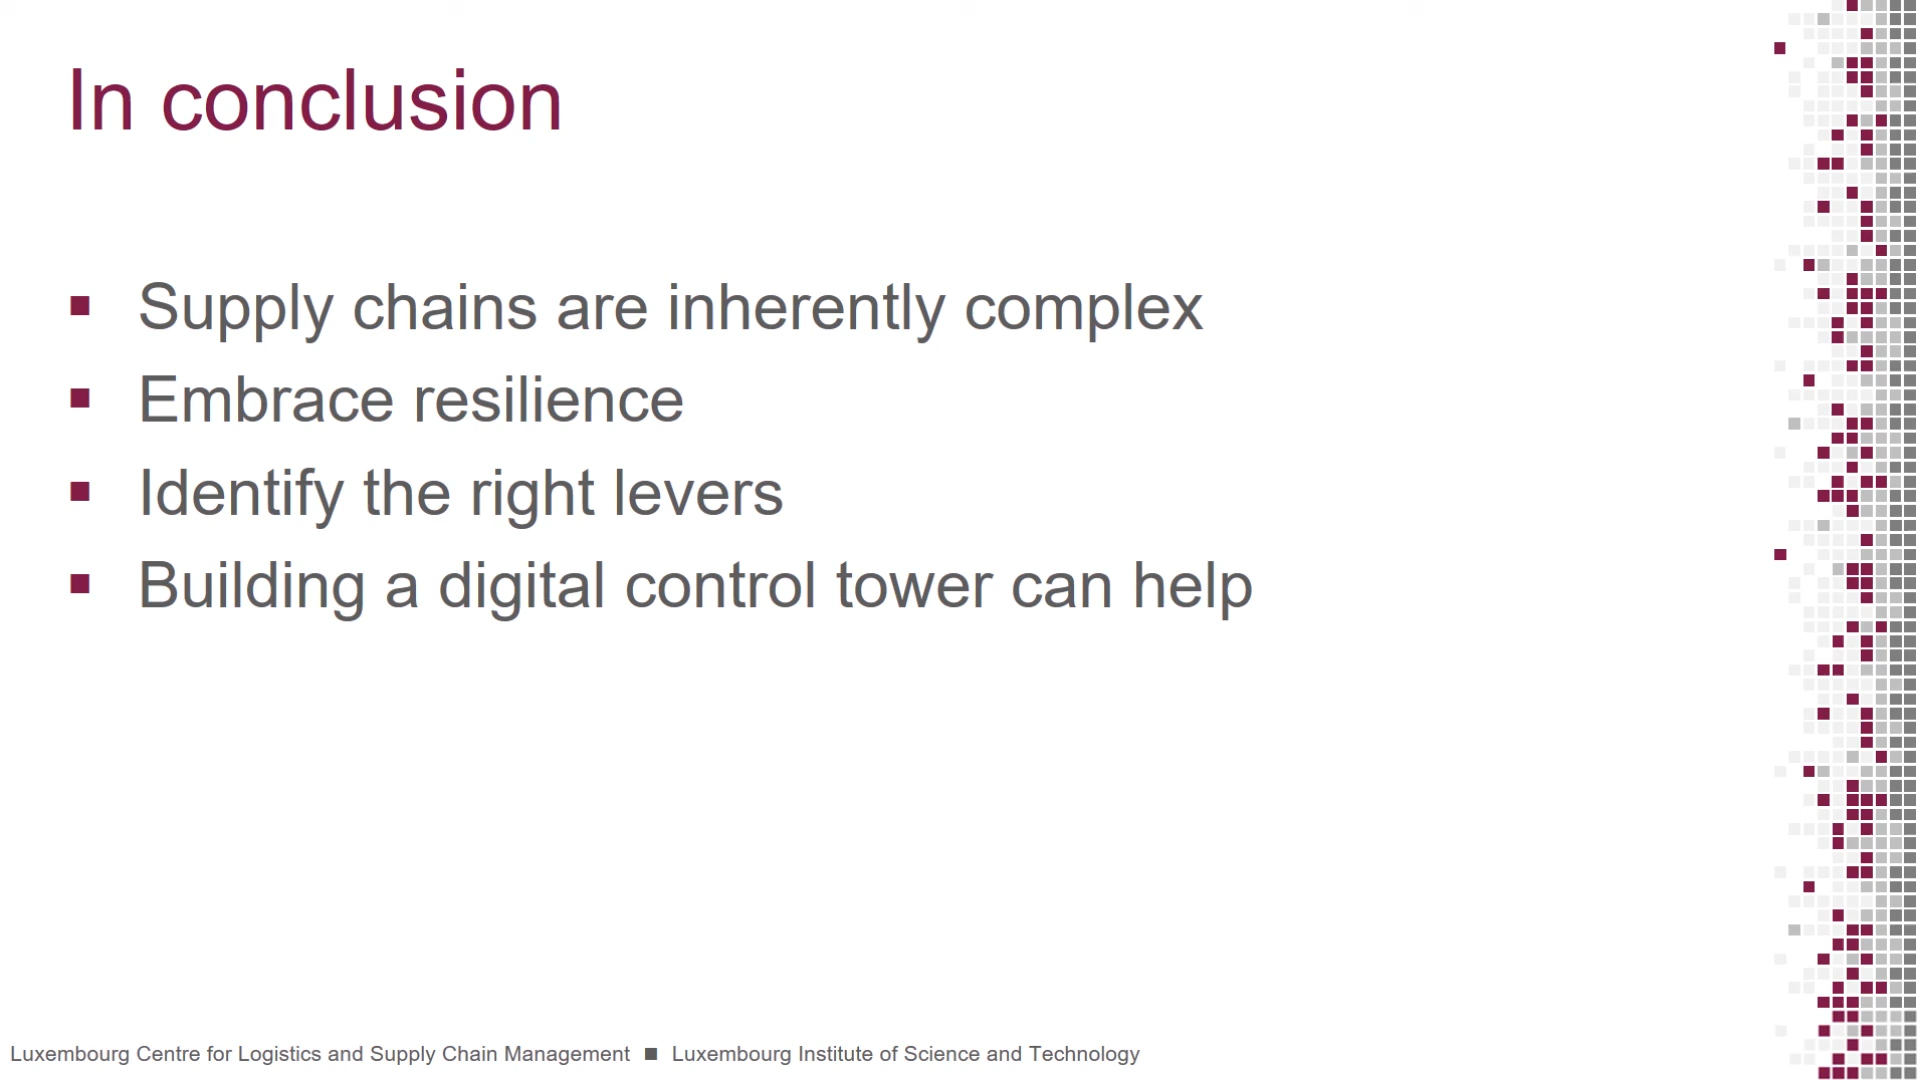 In conclusion
▪ Supply chains are inherently complex
▪ Embrace resilience
▪ Identify the right levers
▪ Building a digital control tower can help
Luxembourg Centre for Logistics and Supply Chain Management ■ Luxembourg Institute of Science and Technology